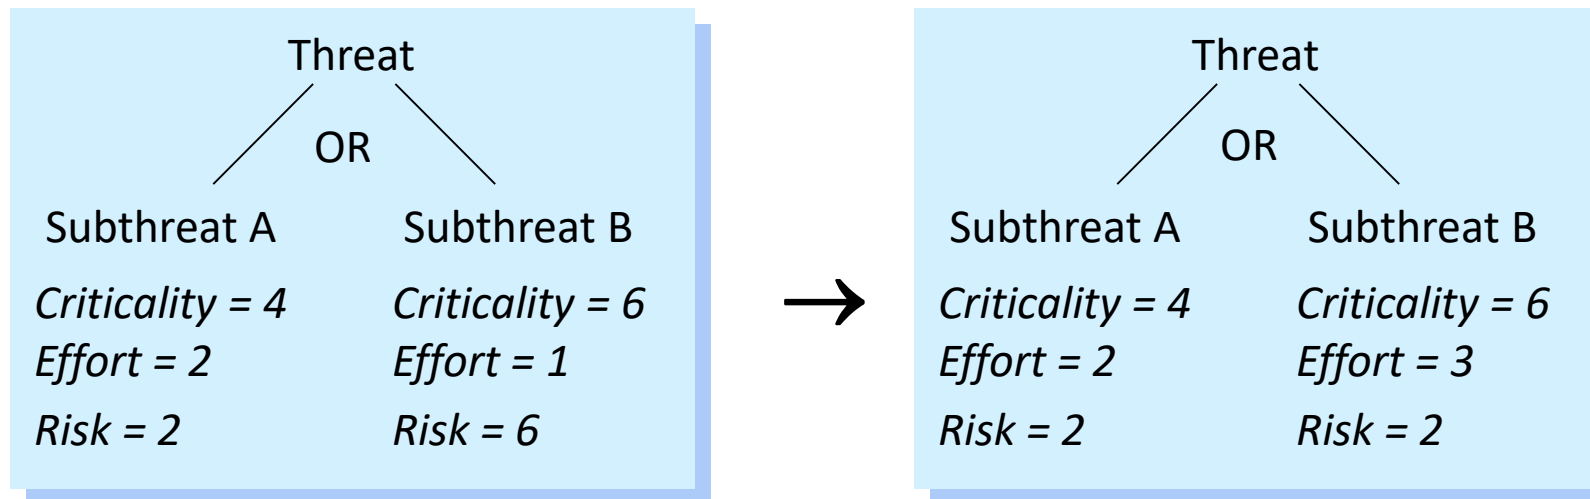 Threat
OR
Subthreat A Subthreat B
Criticality = 4 Criticality = 6
Effort = 2 Effort = 1
Risk = 2 Risk = 6
→
Threat
OR
Subthreat A Subthreat B
Criticality = 4 Criticality = 6
Effort = 2 Effort = 3
Risk = 2 Risk = 2